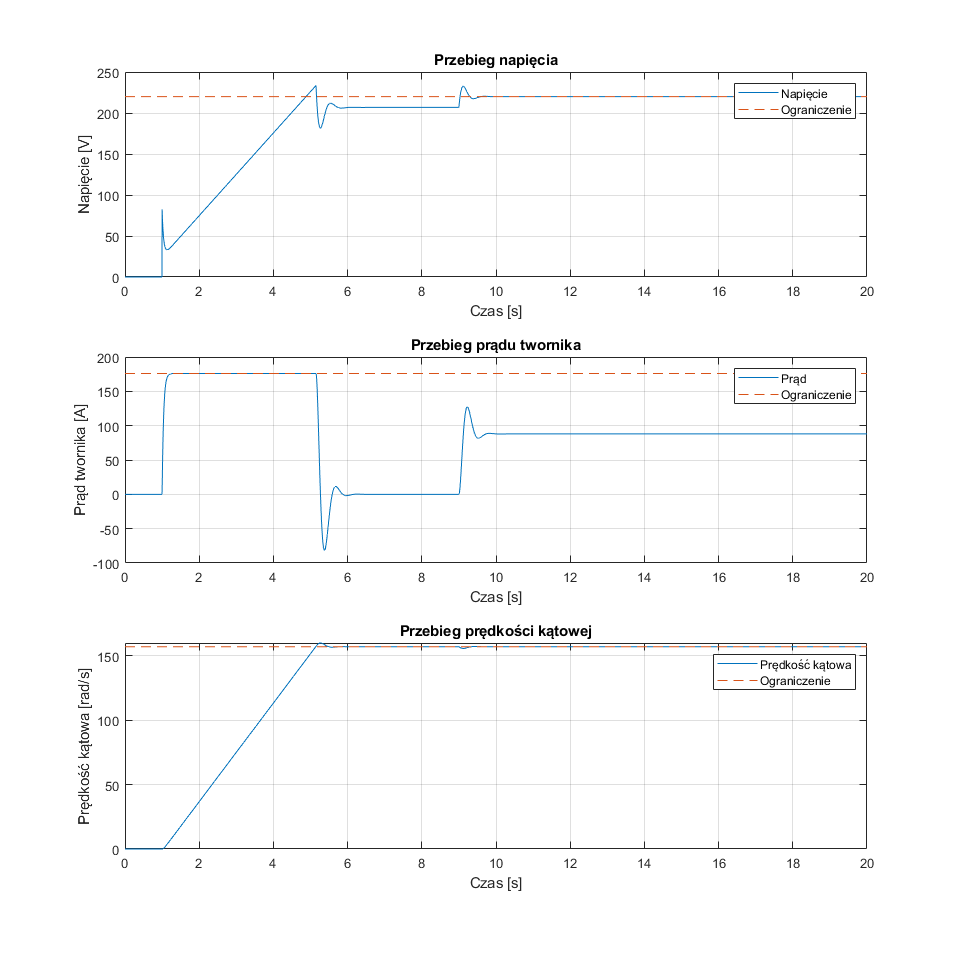 Przebieg napięcia
Napięcie [V]
250
200
150
100
50
0
Napięcie
Ograniczenie
0 2 4 6 8 10 12 14 16 18 20
Czas [s]
Przebieg prądu twornika
Prąd twornika [A]
200
150
100
50
0
-50
-100
Prąd
Ograniczenie
0 2 4 6 8 10 12 14 16 18 20
Czas [s]
Przebieg prędkości kątowej
Prędkość kątowa [rad/s]
150
100
50
0
Prędkość kątowa
Ograniczenie
0 2 4 6 8 10 12 14 16 18 20
Czas [s]